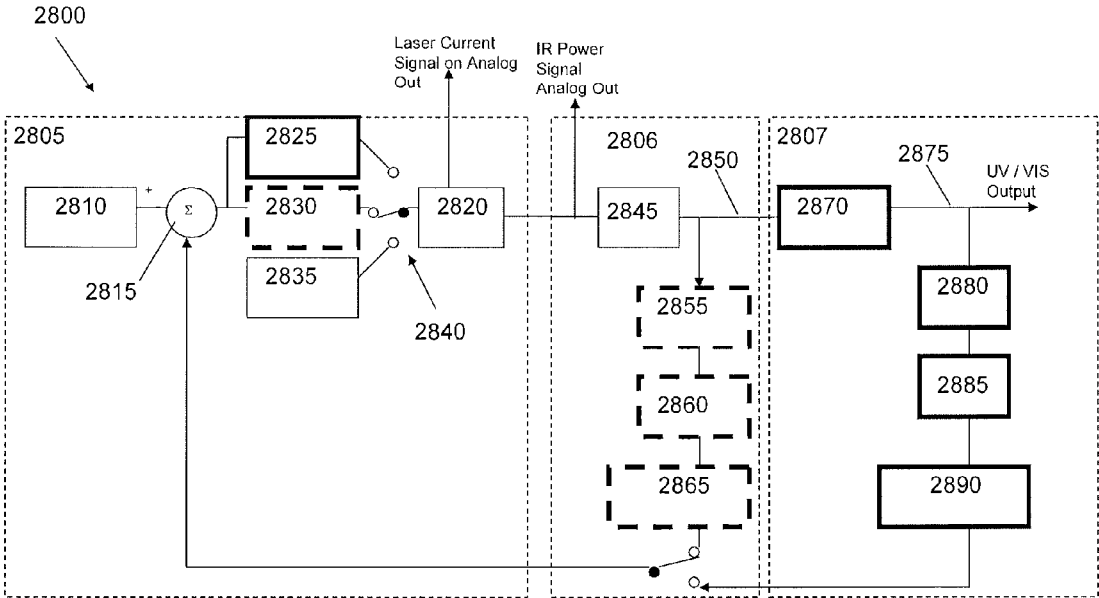 2800
Laser Current
Signal on Analog
Out
IR Power
Signal
Analog Out
2805
2825
2806
2850
2807
2875
UV / VIS
Output
2810
+
Σ
2830
2820
2845
2870
2815
2835
2840
2855
2880
2860
2885
2865
2890